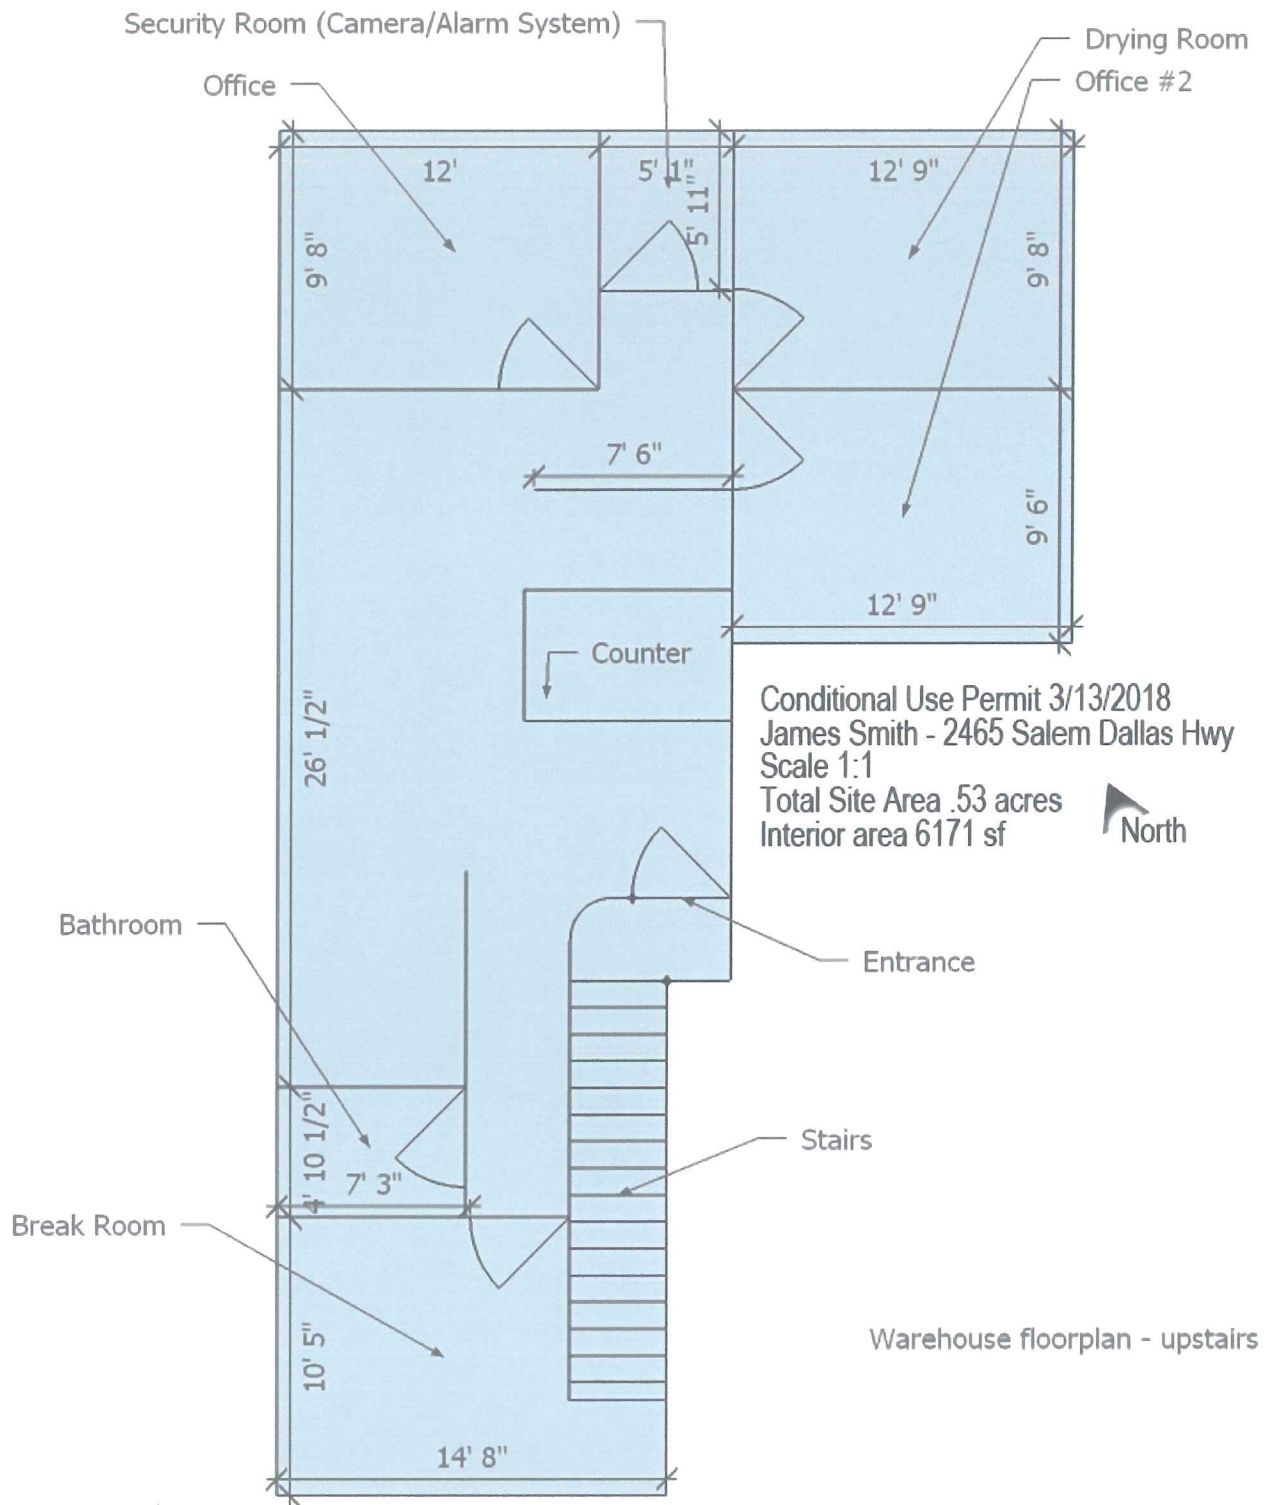 Security Room (Camera/Alarm System)
Drying Room
Office
Office #2
12'
5' 1"
12' 9"
5' 11"
9' 8"
9' 8"
7' 6"
9' 6"
12' 9"
Counter
26' 1/2"
Conditional Use Permit 3/13/2018
James Smith - 2465 Salem Dallas Hwy
Scale 1:1
Total Site Area .53 acres
Interior area 6171 sf
North
Bathroom
Entrance
4' 10 1/2"
Stairs
7' 3"
Break Room
10' 5"
Warehouse floorplan - upstairs
14' 8"